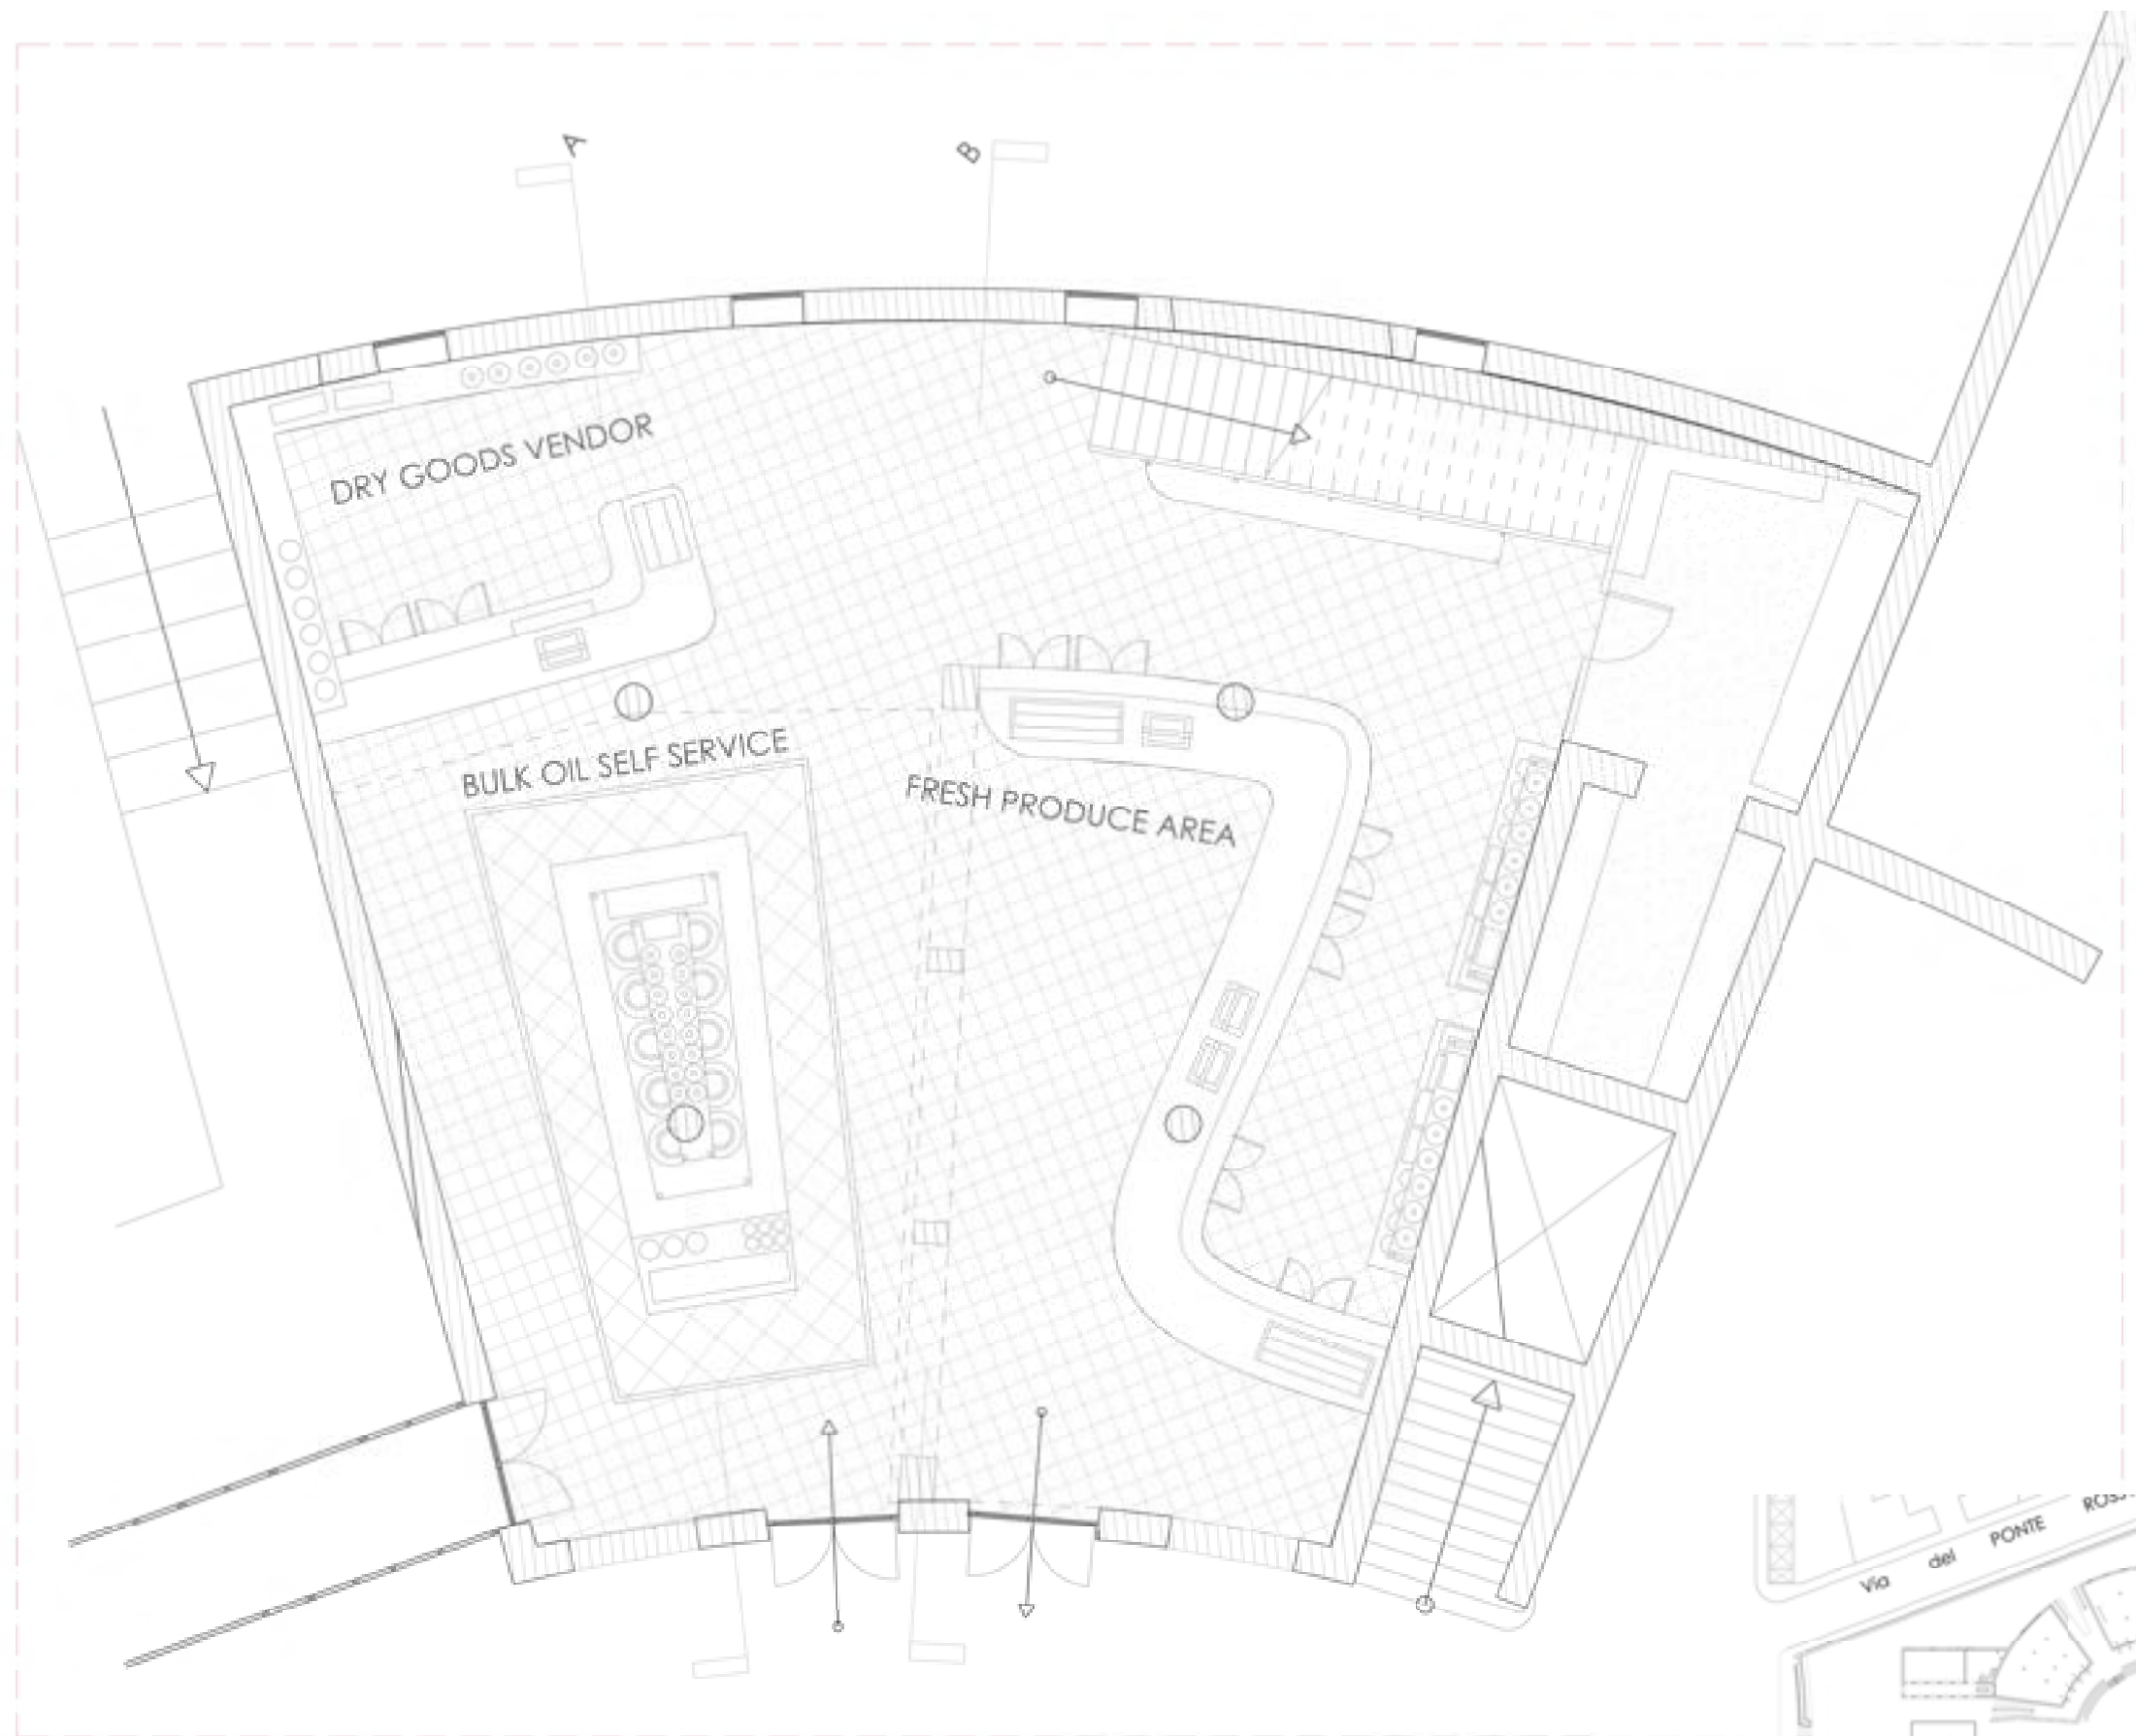 A
B
DRY GOODS VENDOR
BULK OIL SELF SERVICE
FRESH PRODUCE AREA
Via del PONTE